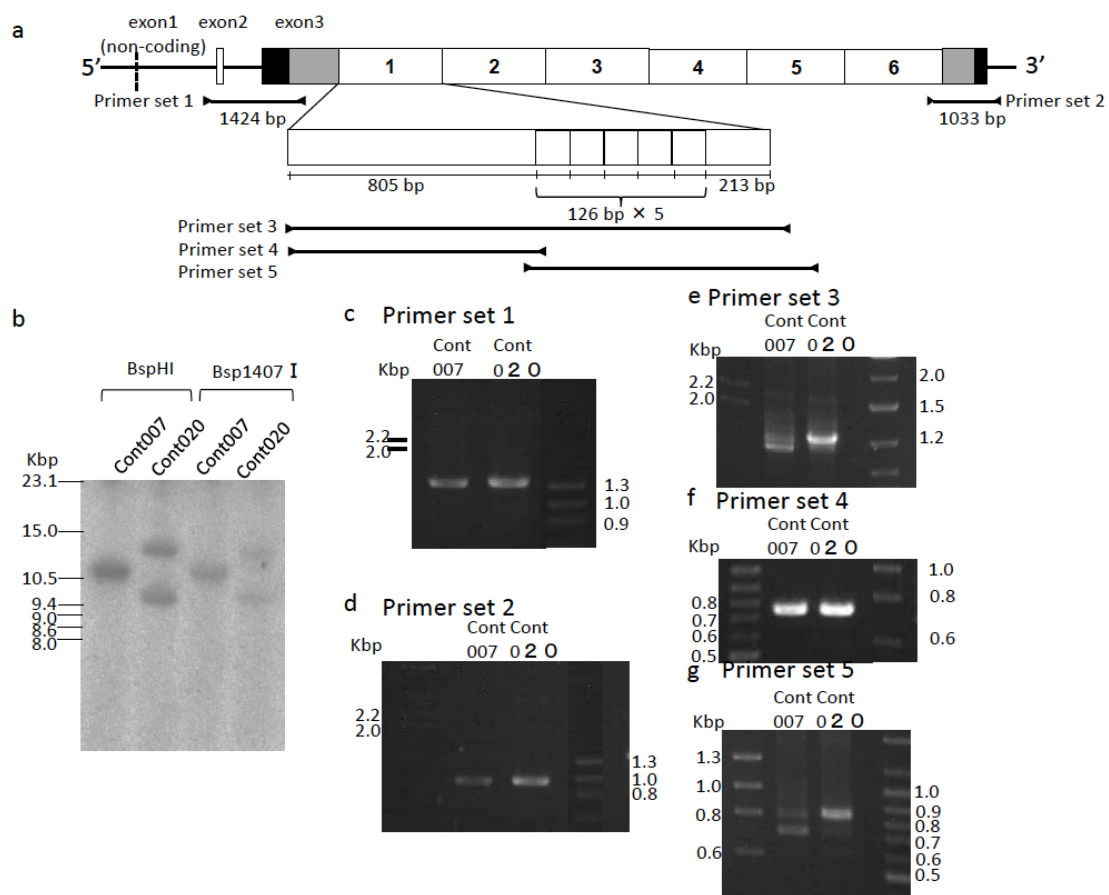 a
exon1 exon2 exon3
(non-coding)
5’ 1 2 3 4 5 6 3’
Primer set 1 1424 bp
1033 bp Primer set 2
805 bp 213 bp
126 bp × 5
Primer set 3
Primer set 4
Primer set 5
b
BspHI Bsp1407 I
Cont007 Cont020 Cont007 Cont020
Kbp
23.1
15.0
10.5
9.4
9.0
8.6
8.0
c Primer set 1
Cont Cont
Kbp 007 020
2.2
2.0
1.3
1.0
0.9
d Primer set 2
Cont Cont
Kbp 007 020
2.2
2.0
1.3
1.0
0.8
e Primer set 3
Cont Cont
Kbp 007 020
2.2
2.0
2.0
1.5
1.2
f Primer set 4
Cont Cont
Kbp 007 020
0.8
0.7
0.6
0.5
1.0
0.8
0.6
g Primer set 5
Cont Cont
Kbp 007 020
1.3
1.0
0.8
0.6
1.0
0.9
0.8
0.7
0.6
0.5